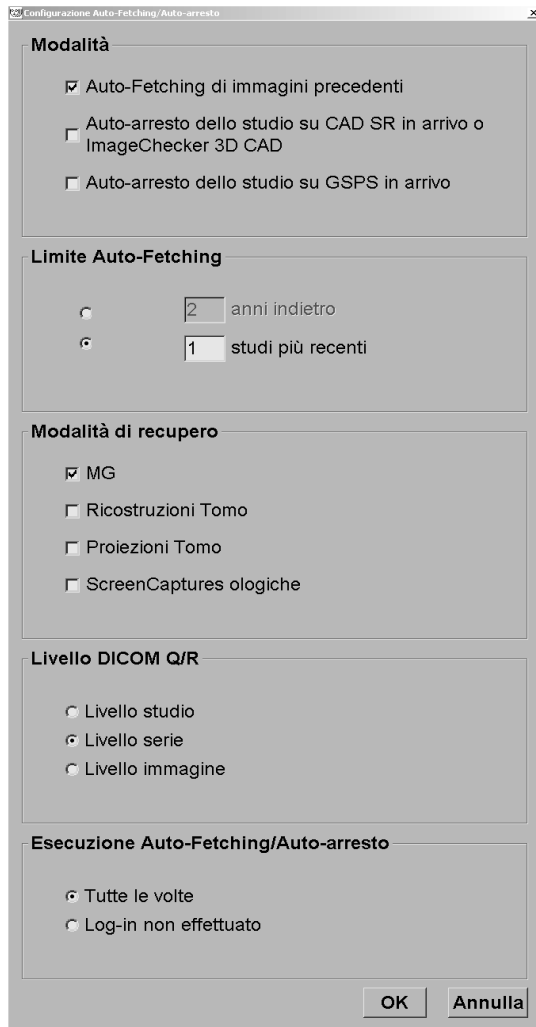 Configurazione Auto-Fetching/Auto-arresto
Modalità
Auto-Fetching di immagini precedenti
Auto-arresto dello studio su CAD SR in arrivo o
ImageChecker 3D CAD
Auto-arresto dello studio su GSPS in arrivo
Limite Auto-Fetching
2 anni indietro
1 studi più recenti
Modalità di recupero
MG
Ricostruzioni Tomo
Proiezioni Tomo
ScreenCaptures ologiche
Livello DICOM Q/R
Livello studio
Livello serie
Livello immagine
Esecuzione Auto-Fetching/Auto-arresto
Tutte le volte
Log-in non effettuato
OK Annulla